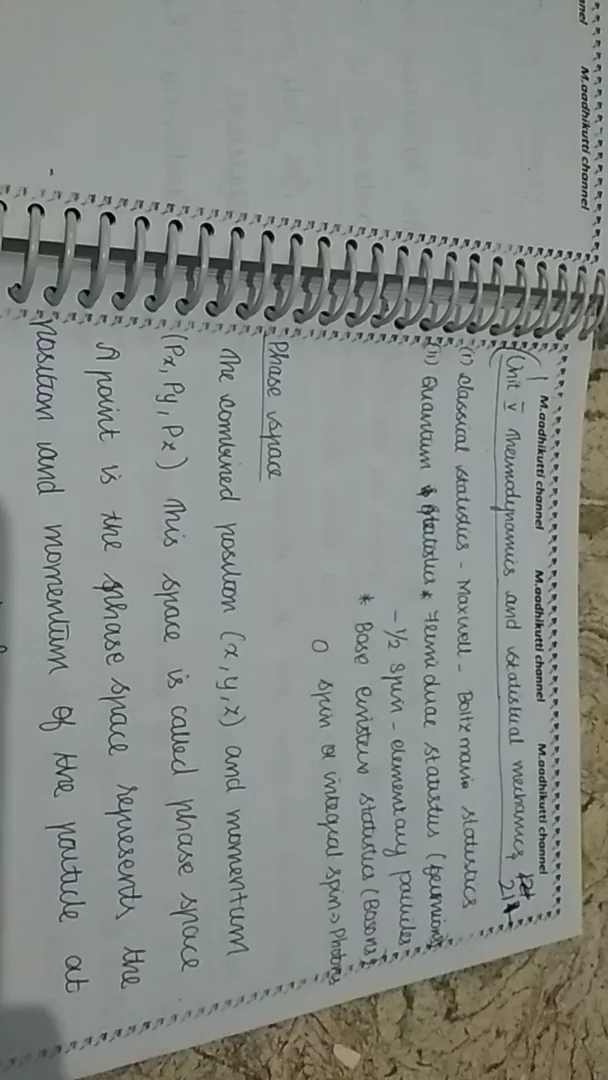 M.aadhikutti channel
M.aadhikutti channel M.aadhikutti channel M.aadhikutti channel
Unit V Thermodynamics and statistical mechanics
(i) classical statistics - Maxwell - Boltzmann statistics
(ii) Quantum statistics * Fermi dirac statistics (fermions)
- 1/2 spin - elementary particles
* Bose Einstein statistics (Bosons)
0 spin or integral spin => Photons
Phase space
The combined position (x, y, z) and momentum
(Px, Py, Pz) This space is called phase space
A point is the phase space represents the
position and momentum of the particle at